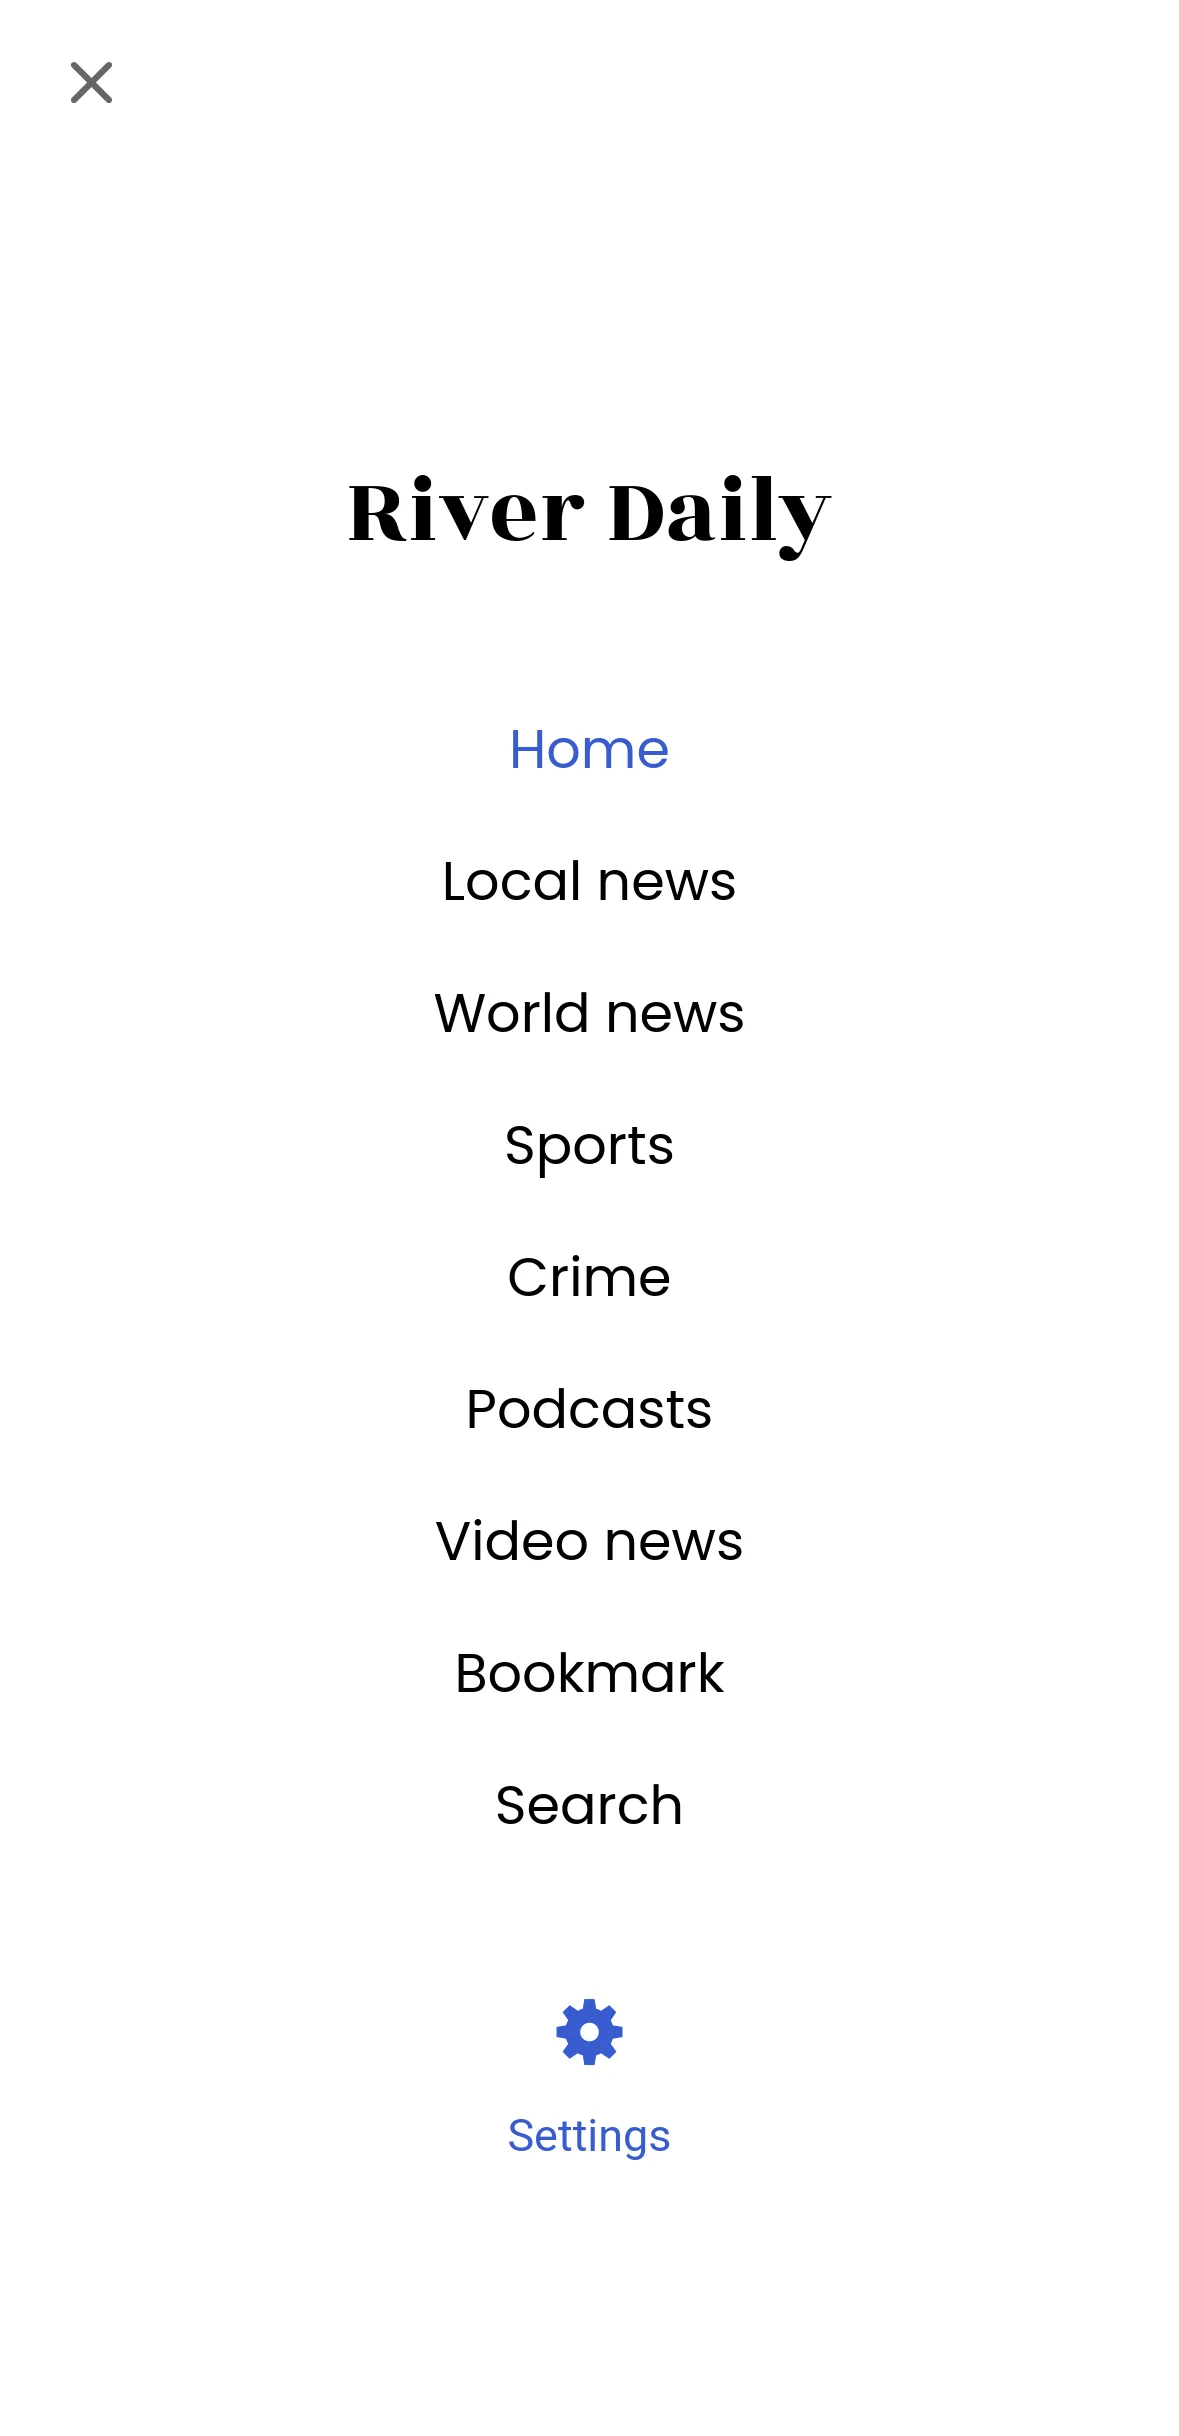 River Daily
Home
Local news
World news
Sports
Crime
Podcasts
Video news
Bookmark
Search
Settings